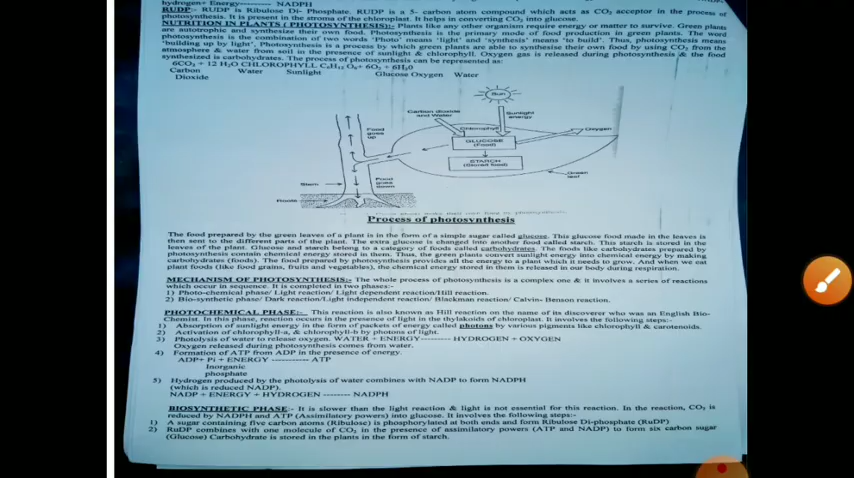 hydrogen+ Energy-------- NADPH
RUDP:- RUDP is Ribulose Di- Phosphate. RUDP is a 5- carbon atom compound which acts as CO2 acceptor in the process of
photosynthesis. It is present in the stroma of the chloroplast. It helps in converting CO2 into glucose.
NUTRITION IN PLANTS ( PHOTOSYNTHESIS):- Plants like any other organism require energy or matter to survive. Green plants
are autotrophic and synthesize their own food. Photosynthesis is the primary mode of food production in green plants. The word
photosynthesis is the combination of two words 'Photo' means 'light' and 'synthesis' means 'to build'. Thus, photosynthesis means
'building up by light'. Photosynthesis is a process by which green plants are able to synthesise their own food by using CO2 from the
atmosphere & water from soil in the presence of sunlight & chlorophyll. Oxygen gas is released during photosynthesis & the food
synthesized is carbohydrates. The process of photosynthesis can be represented as:
6CO2 + 12 H2O CHLOROPHYLL C6H12 O6+ 6O2 + 6H20
Carbon Water Sunlight Glucose Oxygen Water
Dioxide
Sun
Carbon dioxide
and Water
Sunlight
energy
Chlorophyll
Oxygen
Food
goes
up
GLUCOSE
(Food)
STARCH
(Stored food)
Green
leaf
Stem
Food
goes
down
Roots
Process of photosynthesis
The food prepared by the green leaves of a plant is in the form of a simple sugar called glucose. This glucose food made in the leaves is
then sent to the different parts of the plant. The extra glucose is changed into another food called starch. This starch is stored in the
leaves of the plant. Glucose and starch belong to a category of foods called carbohydrates. The foods like carbohydrates prepared by
photosynthesis contain chemical energy stored in them. Thus, the green plants convert sunlight energy into chemical energy by making
carbohydrates (foods). The food prepared by photosynthesis provides all the energy to a plant which it needs to grow. And when we eat
plant foods (like food grains, fruits and vegetables), the chemical energy stored in them is released in our body during respiration.
MECHANISM OF PHOTOSYNTHESIS:- The whole process of photosynthesis is a complex one & it involves a series of reactions
which occur in sequence. It is completed in two phases:-
1) Photo-chemical phase/ Light reaction/ Light dependent reaction/Hill reaction.
2) Bio-synthetic phase/ Dark reaction/Light independent reaction/ Blackman reaction/ Calvin- Benson reaction.
PHOTOCHEMICAL PHASE:- This reaction is also known as Hill reaction on the name of its discoverer who was an English Bio-
Chemist. In this phase, reaction occurs in the presence of light in the thylakoids of chloroplast. It involves the following steps:-
1) Absorption of sunlight energy in the form of packets of energy called photons by various pigments like chlorophyll & carotenoids.
2) Activation of chlorophyll-a, & chlorophyll-b by photons of light.
3) Photolysis of water to release oxygen. WATER + ENERGY--------- HYDROGEN + OXYGEN
Oxygen released during photosynthesis comes from water.
4) Formation of ATP from ADP in the presence of energy.
ADP+ Pi + ENERGY ----------- ATP
Inorganic
phosphate
5) Hydrogen produced by the photolysis of water combines with NADP to form NADPH
(which is reduced NADP).
NADP + ENERGY + HYDROGEN -------- NADPH
BIOSYNTHETIC PHASE:- It is slower than the light reaction & light is not essential for this reaction. In the reaction, CO2 is
reduced by NADPH and ATP (Assimilatory powers) into glucose. It involves the following steps:-
1) A sugar containing five carbon atoms (Ribulose) is phosphorylated at both ends and form Ribulose Di-phosphate (RuDP)
2) RuDP combines with one molecule of CO2 in the presence of assimilatory powers (ATP and NADP) to form six carbon sugar
(Glucose) Carbohydrate is stored in the plants in the form of starch.